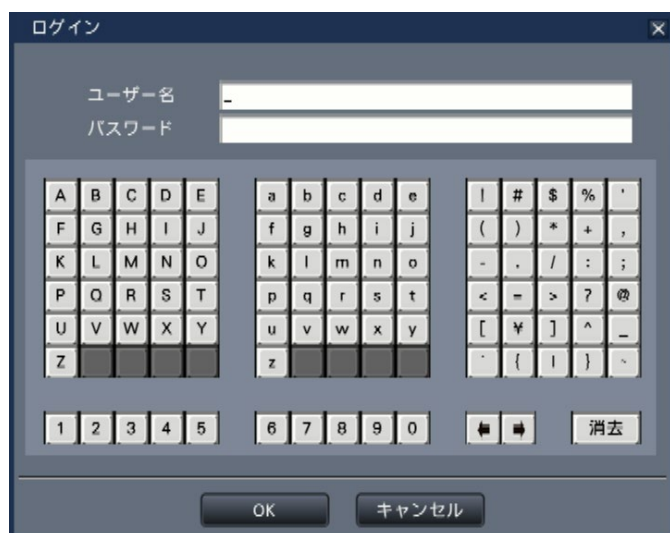 ログイン
ユーザー名
パスワード
A B C D E a b c d e ! # $ % '
F G H I J f g h i j ( ) * + ,
K L M N O k l m n o - . / : ;
P Q R S T p q r s t < = > ? @
U V W X Y u v w x y [ ¥ ] ^ _
Z z ` { | } ~
1 2 3 4 5 6 7 8 9 0 ← → 消去
OK キャンセル